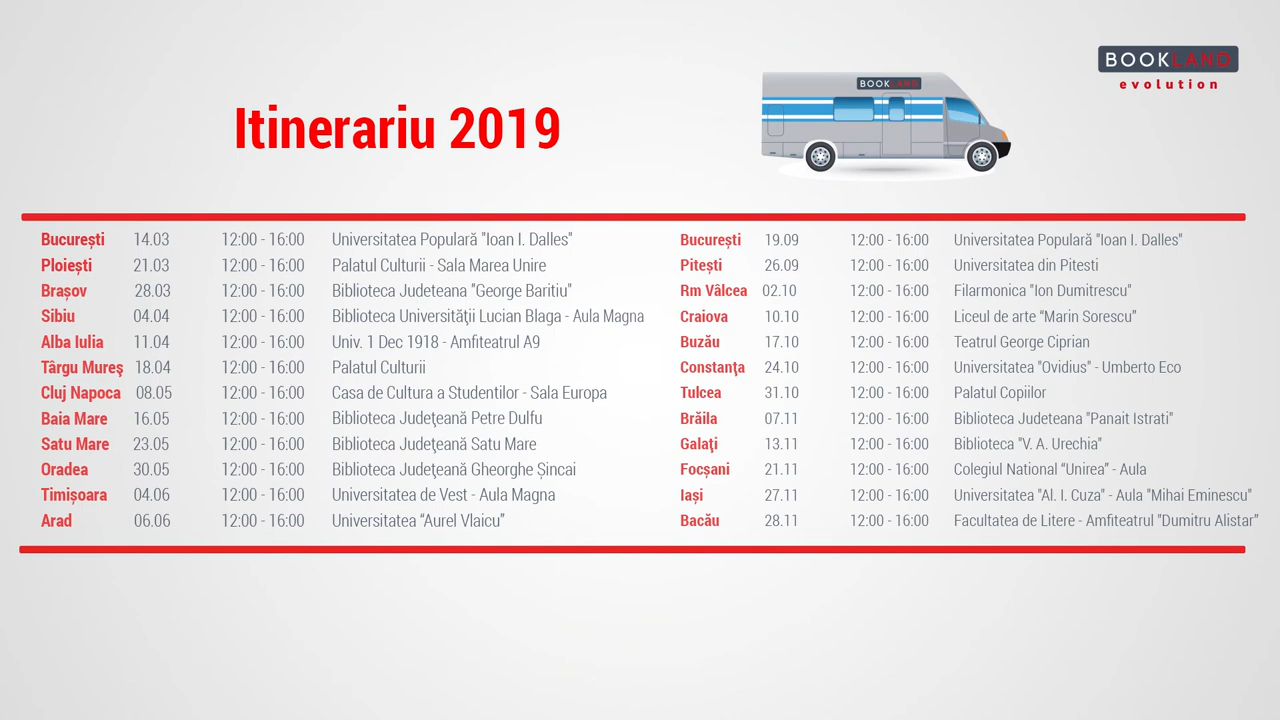 BOOKLAND
evolution
BOOKLAND
Itinerariu 2019
București 14.03 12:00 - 16:00 Universitatea Populară "Ioan I. Dalles"
Ploiești 21.03 12:00 - 16:00 Palatul Culturii - Sala Marea Unire
Brașov 28.03 12:00 - 16:00 Biblioteca Judeteana "George Baritiu"
Sibiu 04.04 12:00 - 16:00 Biblioteca Universităţii Lucian Blaga - Aula Magna
Alba Iulia 11.04 12:00 - 16:00 Univ. 1 Dec 1918 - Amfiteatrul A9
Târgu Mureş 18.04 12:00 - 16:00 Palatul Culturii
Cluj Napoca 08.05 12:00 - 16:00 Casa de Cultura a Studentilor - Sala Europa
Baia Mare 16.05 12:00 - 16:00 Biblioteca Judeţeană Petre Dulfu
Satu Mare 23.05 12:00 - 16:00 Biblioteca Judeţeană Satu Mare
Oradea 30.05 12:00 - 16:00 Biblioteca Judeţeană Gheorghe Șincai
Timișoara 04.06 12:00 - 16:00 Universitatea de Vest - Aula Magna
Arad 06.06 12:00 - 16:00 Universitatea “Aurel Vlaicu”
București 19.09 12:00 - 16:00 Universitatea Populară "Ioan I. Dalles"
Pitești 26.09 12:00 - 16:00 Universitatea din Pitesti
Rm Vâlcea 02.10 12:00 - 16:00 Filarmonica "Ion Dumitrescu"
Craiova 10.10 12:00 - 16:00 Liceul de arte “Marin Sorescu”
Buzău 17.10 12:00 - 16:00 Teatrul George Ciprian
Constanţa 24.10 12:00 - 16:00 Universitatea "Ovidius" - Umberto Eco
Tulcea 31.10 12:00 - 16:00 Palatul Copiilor
Brăila 07.11 12:00 - 16:00 Biblioteca Judeteana "Panait Istrati"
Galaţi 13.11 12:00 - 16:00 Biblioteca "V. A. Urechia"
Focșani 21.11 12:00 - 16:00 Colegiul National “Unirea” - Aula
Iași 27.11 12:00 - 16:00 Universitatea "Al. I. Cuza" - Aula "Mihai Eminescu"
Bacău 28.11 12:00 - 16:00 Facultatea de Litere - Amfiteatrul "Dumitru Alistar”